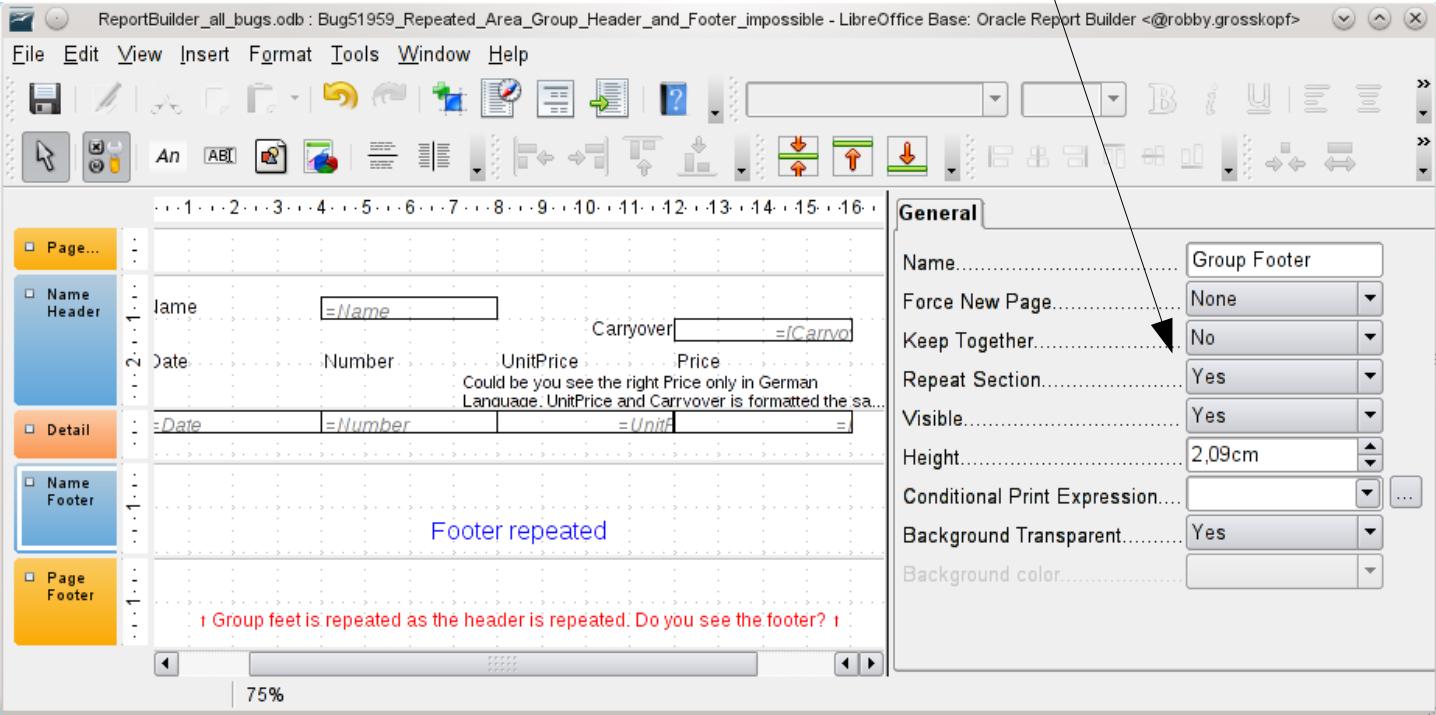 ReportBuilder_all_bugs.odb : Bug51959_Repeated_Area_Group_Header_and_Footer_impossible - LibreOffice Base: Oracle Report Builder <@robby.grosskopf>
File Edit View Insert Format Tools Window Help
An ABI
1 2 3 4 5 6 7 8 9 10 11 12 13 14 15 16
Page...
Name
Header
Name =Name
Carryover =[Carryo
Date Number UnitPrice Price
Could be you see the right Price only in German
Language. UnitPrice and Carryover is formatted the sa...
2
1
Detail
=Date =Number =UnitP =
Name
Footer
1
Footer repeated
Page
Footer
1
↑ Group feet is repeated as the header is repeated. Do you see the footer? ↑
75%
General
Name Group Footer
Force New Page None
Keep Together No
Repeat Section Yes
Visible Yes
Height 2,09cm
Conditional Print Expression.... ...
Background Transparent Yes
Background color